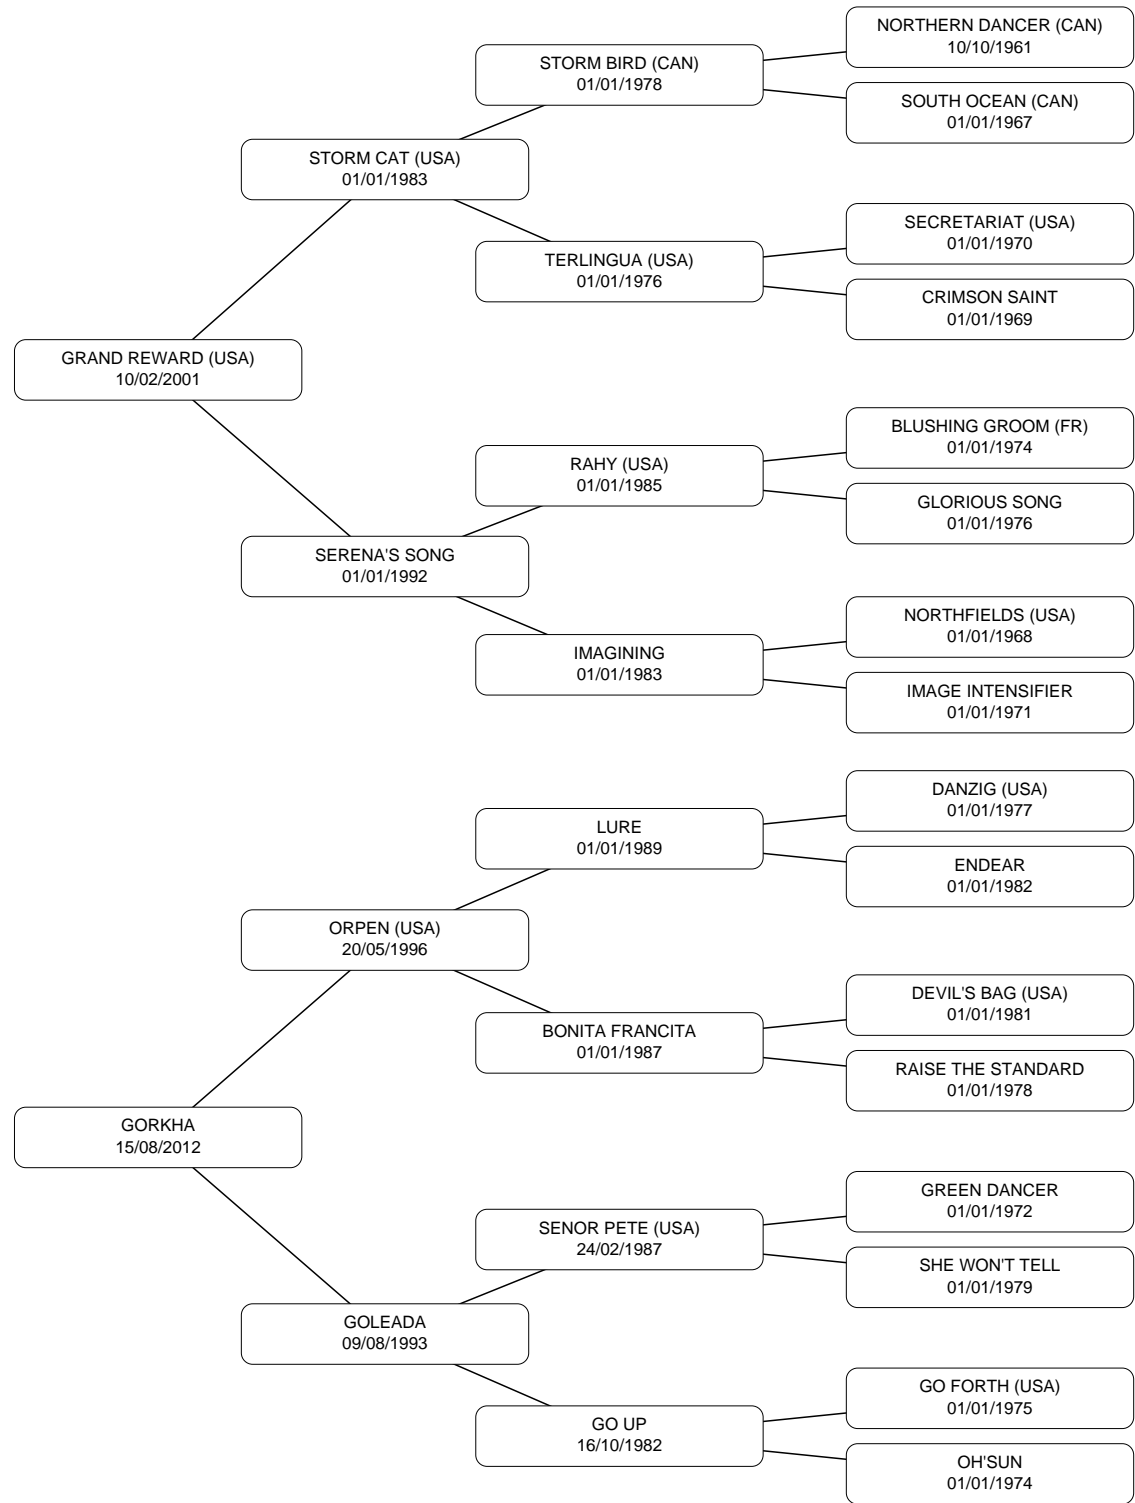 NORTHERN DANCER (CAN)
10/10/1961
STORM BIRD (CAN)
01/01/1978
SOUTH OCEAN (CAN)
01/01/1967
STORM CAT (USA)
01/01/1983
SECRETARIAT (USA)
01/01/1970
TERLINGUA (USA)
01/01/1976
CRIMSON SAINT
01/01/1969
GRAND REWARD (USA)
10/02/2001
BLUSHING GROOM (FR)
01/01/1974
RAHY (USA)
01/01/1985
GLORIOUS SONG
01/01/1976
SERENA'S SONG
01/01/1992
NORTHFIELDS (USA)
01/01/1968
IMAGINING
01/01/1983
IMAGE INTENSIFIER
01/01/1971
DANZIG (USA)
01/01/1977
LURE
01/01/1989
ENDEAR
01/01/1982
ORPEN (USA)
20/05/1996
DEVIL'S BAG (USA)
01/01/1981
BONITA FRANCITA
01/01/1987
RAISE THE STANDARD
01/01/1978
GORKHA
15/08/2012
GREEN DANCER
01/01/1972
SENOR PETE (USA)
24/02/1987
SHE WON'T TELL
01/01/1979
GOLEADA
09/08/1993
GO FORTH (USA)
01/01/1975
GO UP
16/10/1982
OH'SUN
01/01/1974